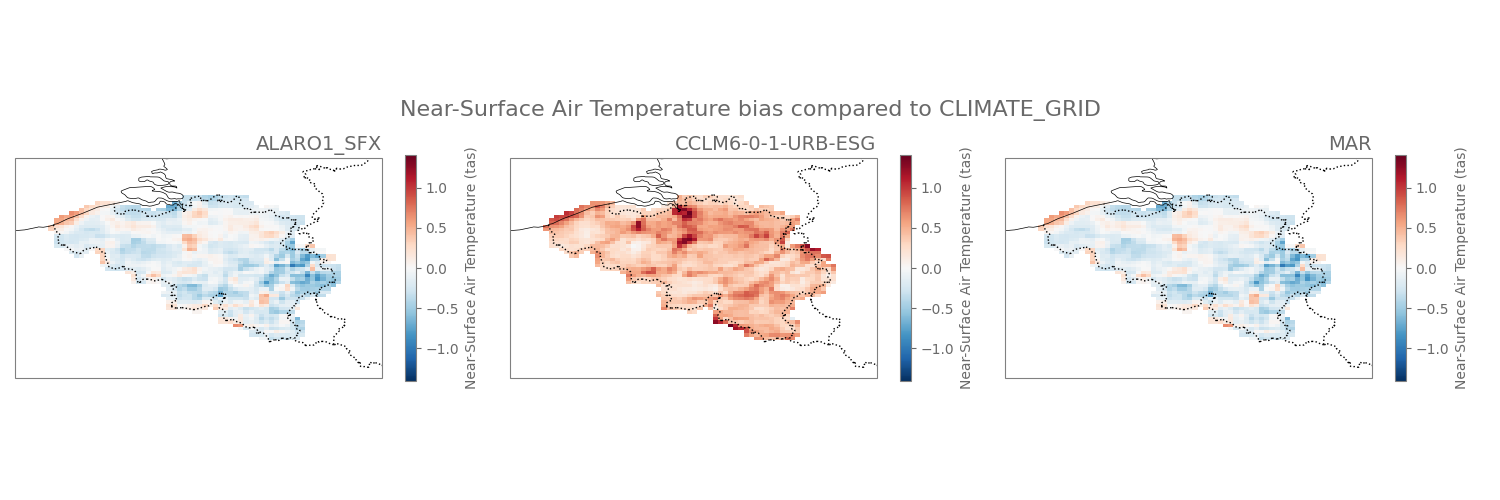 Near-Surface Air Temperature bias compared to CLIMATE_GRID
ALARO1_SFX
1.0
0.5
0.0
−0.5
−1.0
Near-Surface Air Temperature (tas)
CCLM6-0-1-URB-ESG
1.0
0.5
0.0
−0.5
−1.0
Near-Surface Air Temperature (tas)
MAR
1.0
0.5
0.0
−0.5
−1.0
Near-Surface Air Temperature (tas)